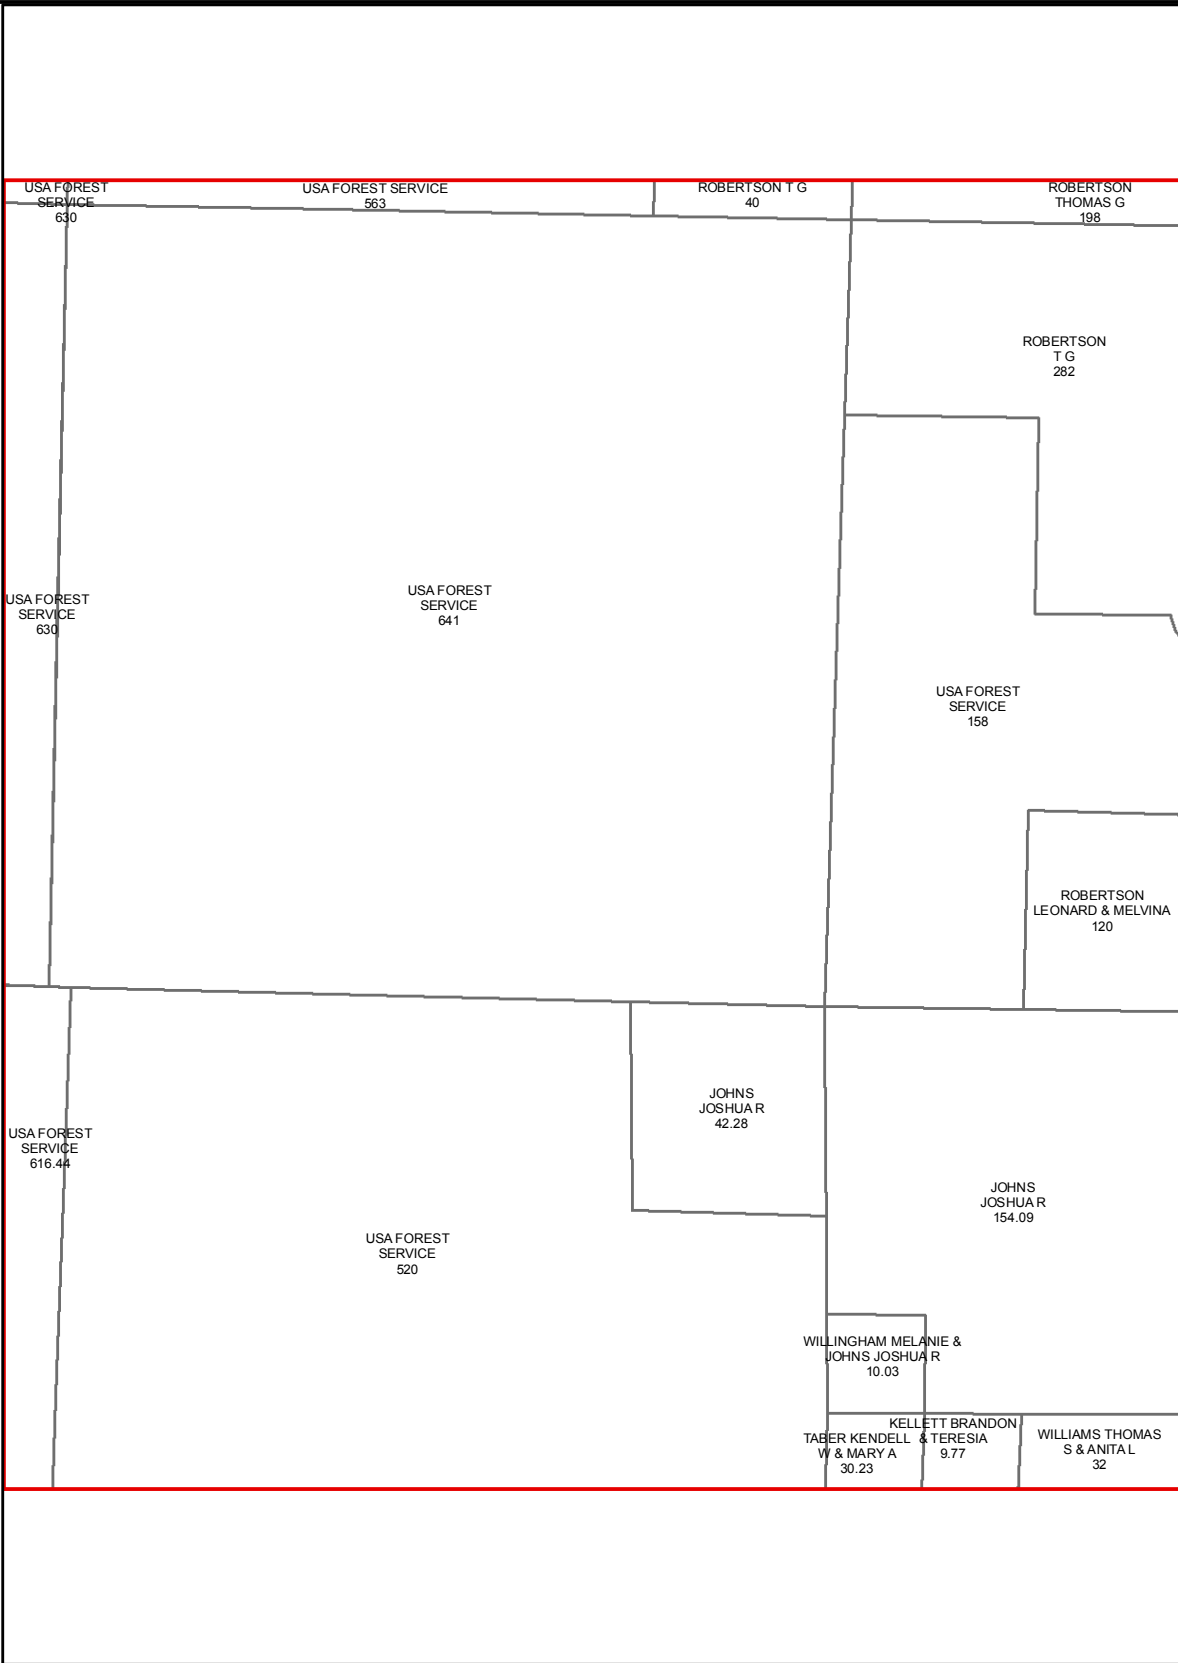 USA FOREST
SERVICE
630
USA FOREST SERVICE
563
ROBERTSON T G
40
ROBERTSON
THOMAS G
198
ROBERTSON
T G
282
USA FOREST
SERVICE
630
USA FOREST
SERVICE
641
USA FOREST
SERVICE
158
ROBERTSON
LEONARD & MELVINA
120
JOHNS
JOSHUA R
42.28
USA FOREST
SERVICE
616.44
JOHNS
JOSHUA R
154.09
USA FOREST
SERVICE
520
WILLINGHAM MELANIE &
JOHNS JOSHUA R
10.03
KELLETT BRANDON
& TERESIA
9.77
TABER KENDELL
W & MARY A
30.23
WILLIAMS THOMAS
S & ANITA L
32